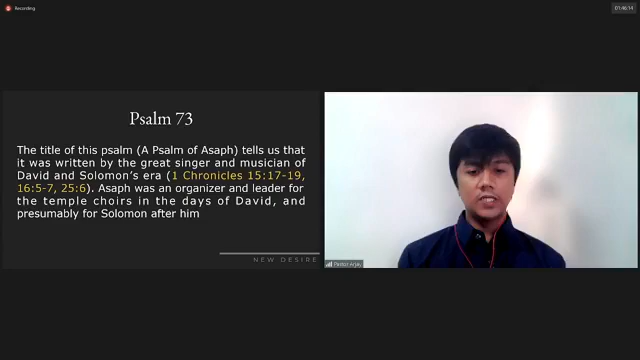 Recording
01:46:14
Psalm 73
The title of this psalm (A Psalm of Asaph) tells us that
it was written by the great singer and musician of
David and Solomon's era (1 Chronicles 15:17-19,
16:5-7, 25:6). Asaph was an organizer and leader for
the temple choirs in the days of David, and
presumably for Solomon after him
NEW DESIRE
Pastor Arjay